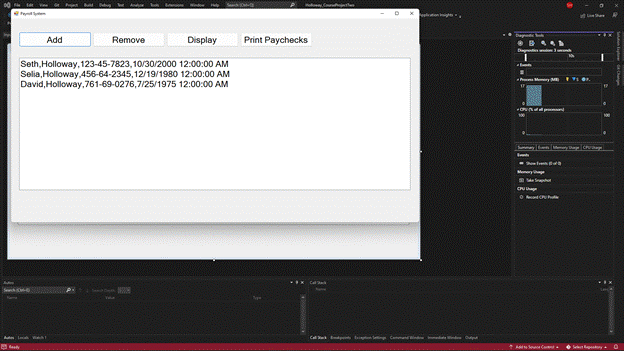 File Edit View Git Project Build Debug Test Analyze Tools Extensions Window Help Search (Ctrl+Q) Holloway_CourseProjectTwo
Live Share
Payroll System
Add Remove Display Print Paychecks
Seth,Holloway,123-45-7823,10/30/2000 12:00:00 AM
Selia,Holloway,456-64-2345,12/19/1980 12:00:00 AM
David,Holloway,761-69-0276,7/25/1975 12:00:00 AM
Diagnostic Tools
Diagnostics session: 3 seconds
10s
Events
Process Memory (MB)
17 17
0 0
CPU (% of all processors)
100 100
0 0
Summary Events Memory Usage CPU Usage
Events
Show Events (0 of 0)
Memory Usage
Take Snapshot
CPU Usage
Record CPU Profile
Autos
Search (Ctrl+E)
Name Value Type
Autos Locals Watch 1
Call Stack
Name
Call Stack Breakpoints Exception Settings Command Window Immediate Window Output
Ready Add to Source Control Select Repository